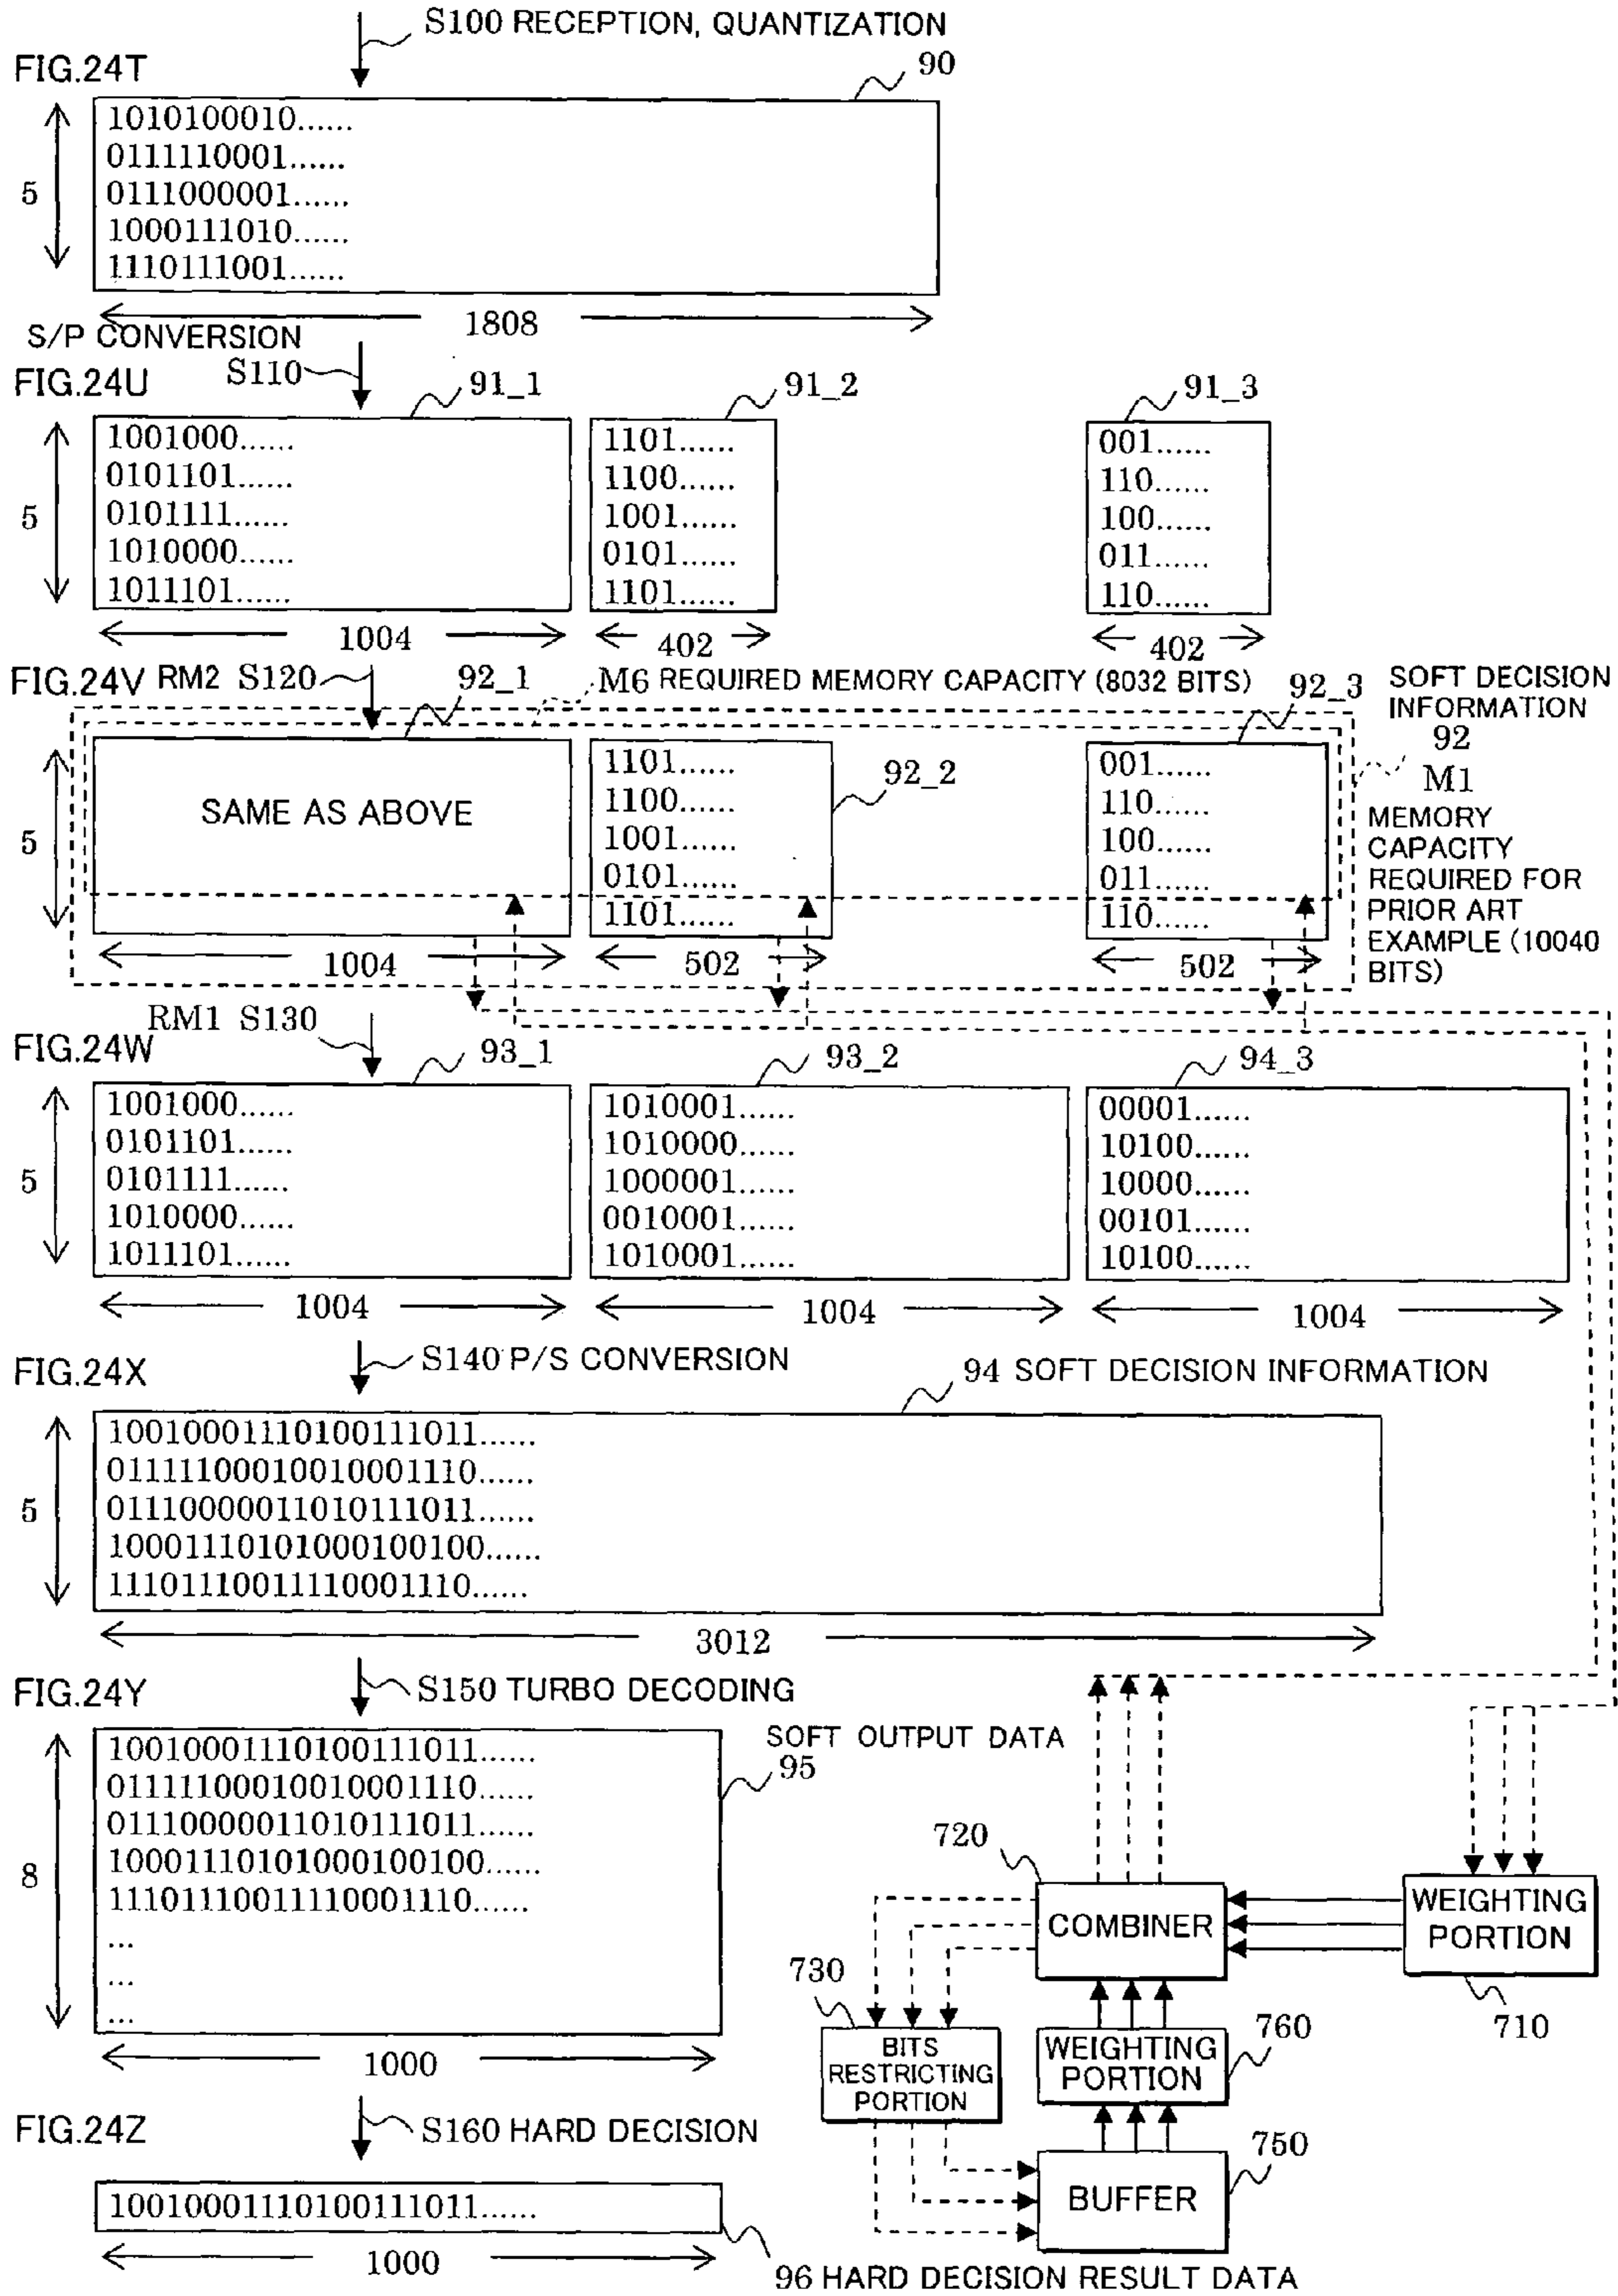 S100 RECEPTION, QUANTIZATION
FIG.24T
90
1010100010......
0111110001......
0111000001......
1000111010......
1110111001......
5
1808
S/P CONVERSION
S110
FIG.24U
91_1
91_2
91_3
1001000......
0101101......
0101111......
1010000......
1011101......
1101......
1100......
1001......
0101......
1101......
001......
110......
100......
011......
110......
5
1004
402
402
FIG.24V RM2 S120
92_1
M6 REQUIRED MEMORY CAPACITY (8032 BITS)
92_3
SOFT DECISION
INFORMATION
92
M1
MEMORY
CAPACITY
REQUIRED FOR
PRIOR ART
EXAMPLE (10040
BITS)
SAME AS ABOVE
1101......
1100......
1001......
0101......
1101......
92_2
001......
110......
100......
011......
110......
5
1004
502
502
RM1 S130
FIG.24W
93_1
93_2
94_3
1001000......
0101101......
0101111......
1010000......
1011101......
1010001......
1010000......
1000001......
0010001......
1010001......
00001......
10100......
10000......
00101......
10100......
5
1004
1004
1004
S140 P/S CONVERSION
FIG.24X
94 SOFT DECISION INFORMATION
10010001110100111011......
01111100010010001110......
01110000011010111011......
10001110101000100100......
11101110011110001110......
5
3012
S150 TURBO DECODING
FIG.24Y
SOFT OUTPUT DATA
95
10010001110100111011......
01111100010010001110......
01110000011010111011......
10001110101000100100......
11101110011110001110......
...
...
...
8
1000
720
COMBINER
WEIGHTING
PORTION
710
730
BITS
RESTRICTING
PORTION
WEIGHTING
PORTION
760
BUFFER
750
S160 HARD DECISION
FIG.24Z
10010001110100111011......
1000
96 HARD DECISION RESULT DATA